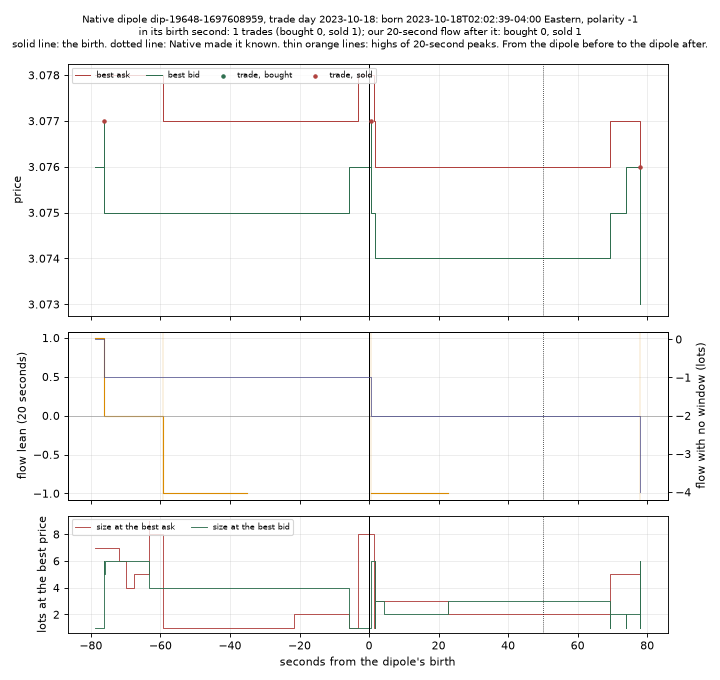 Native dipole dip-19648-1697608959, trade day 2023-10-18: born 2023-10-18T02:02:39-04:00 Eastern, polarity -1
in its birth second: 1 trades (bought 0, sold 1); our 20-second flow after it: bought 0, sold 1
solid line: the birth. dotted line: Native made it known. thin orange lines: highs of 20-second peaks. From the dipole before to the dipole after.
best ask
best bid
trade, bought
trade, sold
3.078
3.077
3.076
3.075
3.074
3.073
price
1.0
0.5
0.0
−0.5
−1.0
flow lean (20 seconds)
0
−1
−2
−3
−4
flow with no window (lots)
size at the best ask
size at the best bid
8
6
4
2
lots at the best price
−80
−60
−40
−20
0
20
40
60
80
seconds from the dipole's birth